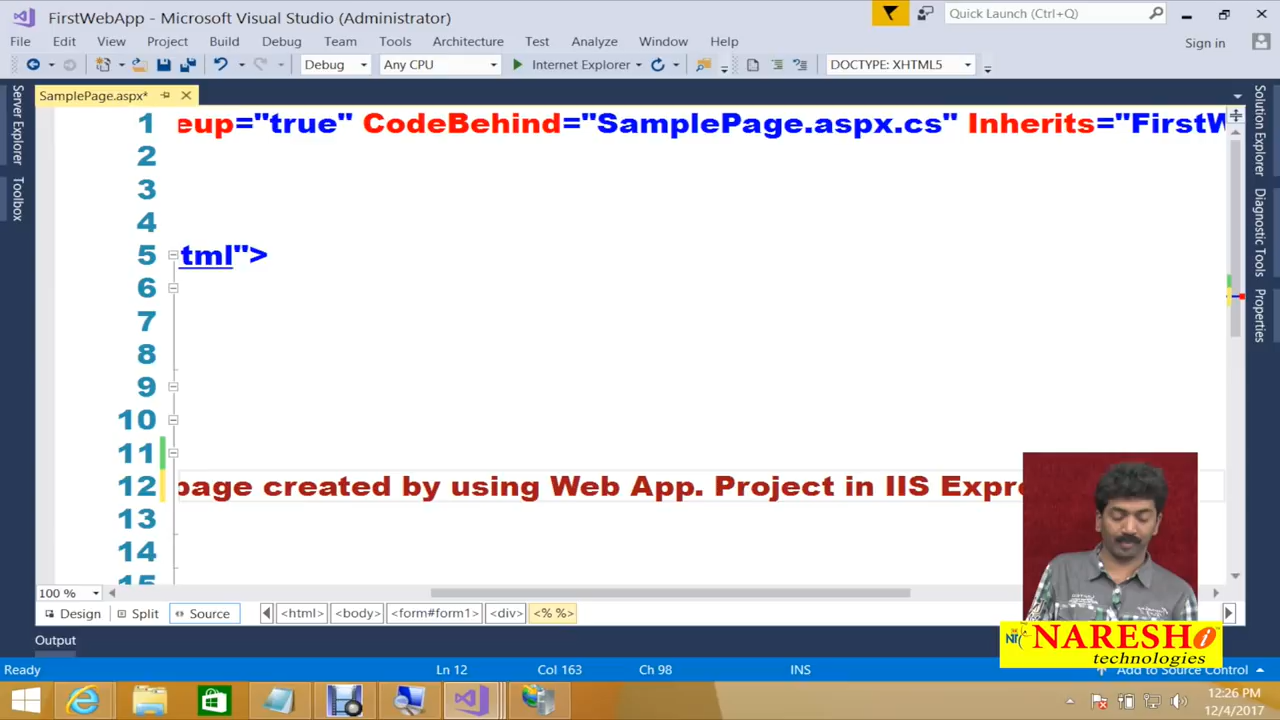 FirstWebApp - Microsoft Visual Studio (Administrator)
Quick Launch (Ctrl+Q)
File Edit View Project Build Debug Team Tools Architecture Test Analyze Window Help
Sign in
Debug Any CPU Internet Explorer DOCTYPE: XHTML5
SamplePage.aspx*
Server Explorer
Toolbox
Solution Explorer
Diagnostic Tools
Properties
1 eup="true" CodeBehind="SamplePage.aspx.cs" Inherits="FirstW
2
3
4
5 tml">
6
7
8
9
10
11
12 page created by using Web App. Project in IIS Expre
13
14
15
100 %
Design Split Source <html> <body> <form#form1> <div> <% %>
Output
NARESH i
technologies
Ready Ln 12 Col 163 Ch 98 INS Add to Source Control
12:26 PM
12/4/2017